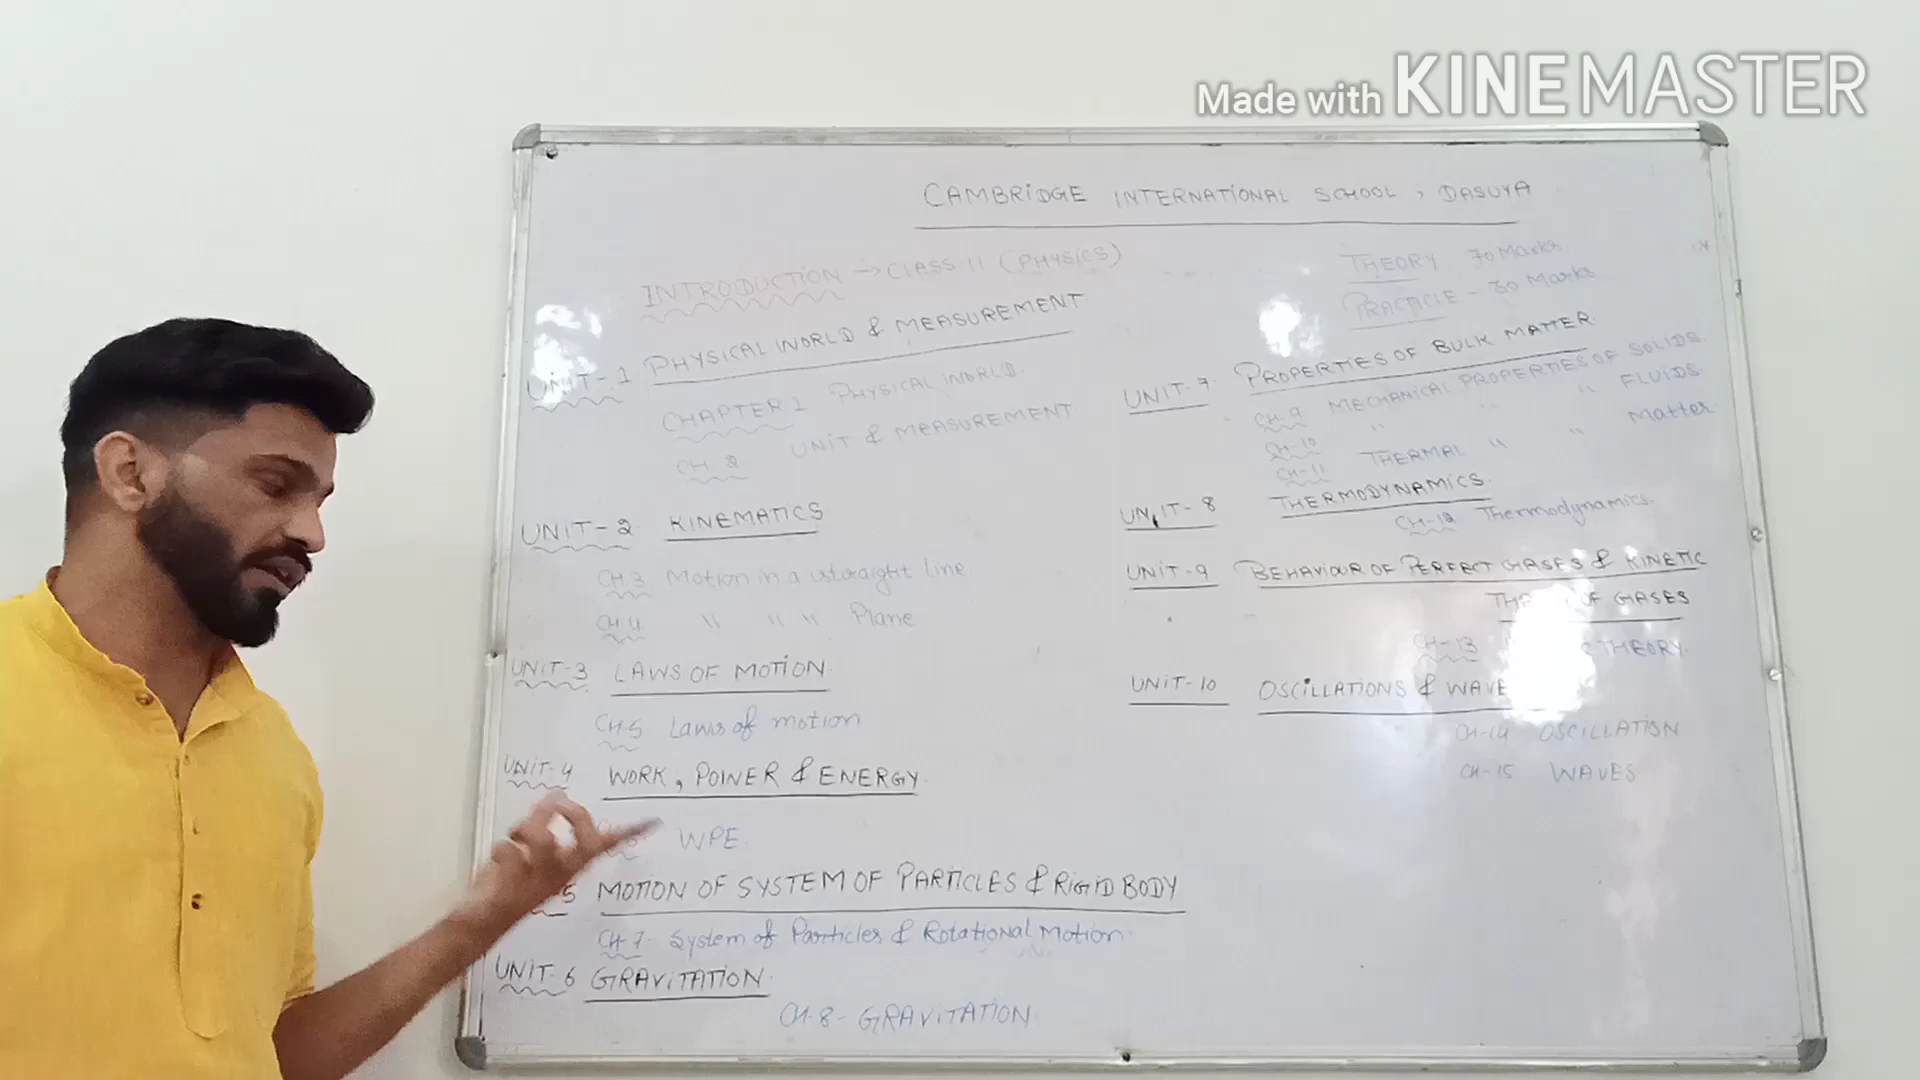 Made with KINEMASTER
CAMBRIDGE INTERNATIONAL SCHOOL, DASUYA
INTRODUCTION → CLASS 11 (PHYSICS)
THEORY 70 Marks
PRACTICLE - 30 Marks
UNIT-1 PHYSICAL WORLD & MEASUREMENT
CHAPTER 1 PHYSICAL WORLD
CH 2 UNIT & MEASUREMENT
UNIT-2 KINEMATICS
CH 3 Motion in a straight line
CH 4 " " " Plane
UNIT-3 LAWS OF MOTION
CH-5 Laws of motion
UNIT-4 WORK, POWER & ENERGY
WPE
5 MOTION OF SYSTEM OF PARTICLES & RIGID BODY
CH-7. System of Particles & Rotational Motion.
UNIT-6 GRAVITATION
CH-8- GRAVITATION
UNIT-7 PROPERTIES OF BULK MATTER
CH-9 MECHANICAL PROPERTIES OF SOLIDS.
CH-10 " " " FLUIDS.
CH-11 THERMAL " " Matter
UNIT-8 THERMODYNAMICS
CH-12 Thermodynamics.
UNIT-9 BEHAVIOUR OF PERFECT GASES & KINETIC
OF GASES
CH-13 THEORY.
UNIT-10 OSCILLATIONS & WAVE
CH-14 OSCILLATION
CH-15 WAVES